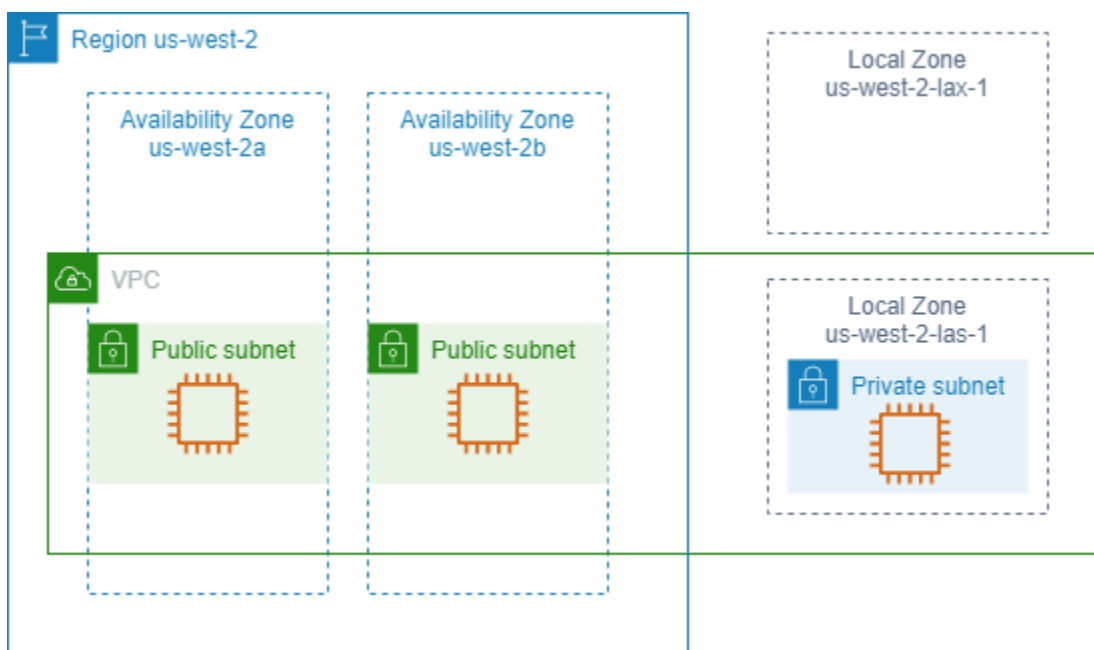 Region us-west-2
Availability Zone
us-west-2a
Availability Zone
us-west-2b
Local Zone
us-west-2-lax-1
VPC
Public subnet
Public subnet
Local Zone
us-west-2-las-1
Private subnet